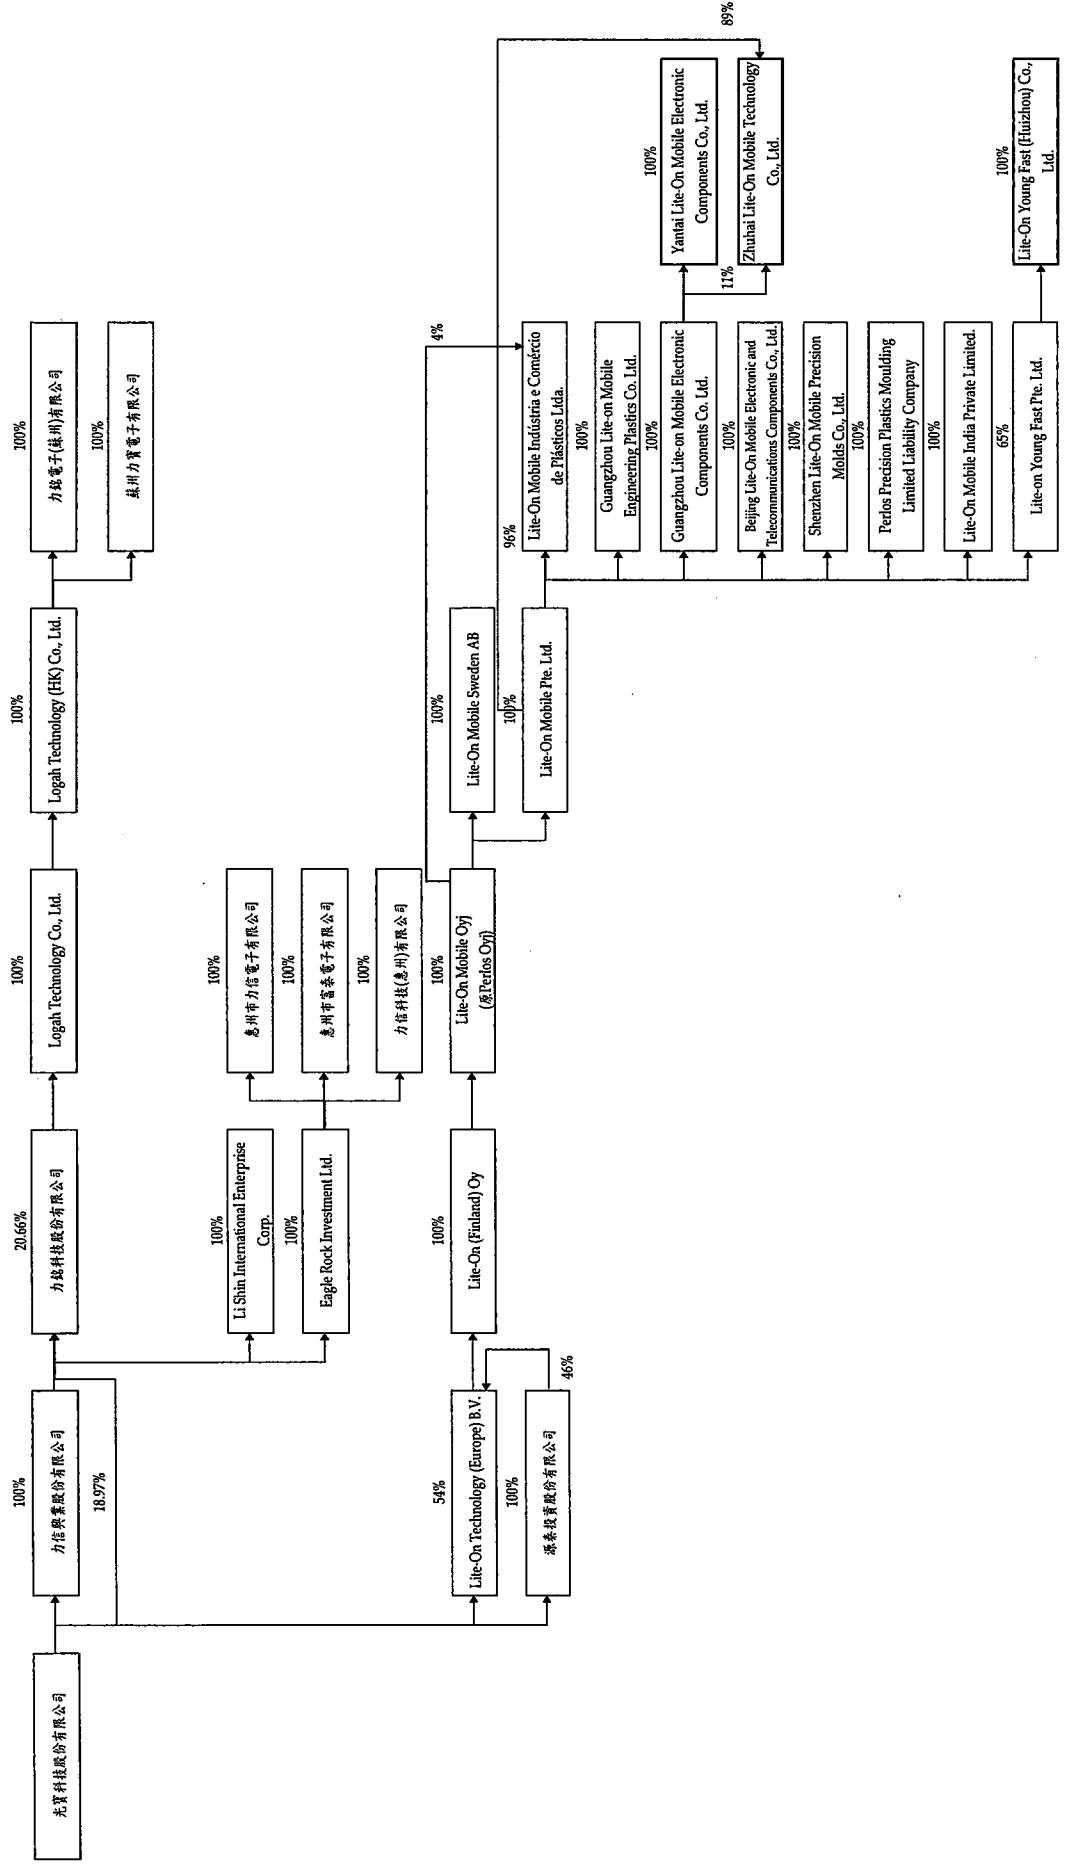 光寶科技股份有限公司
100%
力信興業股份有限公司
18.97%
54%
Lite-On Technology (Europe) B.V.
100%
源泰投資股份有限公司
46%
20.66%
力銘科技股份有限公司
100%
Li Shin International Enterprise
Corp.
100%
Eagle Rock Investment Ltd.
100%
Lite-On (Finland) Oy
100%
Logah Technology Co., Ltd.
100%
惠州市力信電子有限公司
100%
惠州市富泰電子有限公司
100%
力信科技(惠州)有限公司
100%
Lite-On Mobile Oyj
(原Perlos Oyj)
100%
Logah Technology (HK) Co., Ltd.
100%
Lite-On Mobile Sweden AB
100%
Lite-On Mobile Pte. Ltd.
100%
力銘電子(蘇州)有限公司
100%
蘇州力寶電子有限公司
4%
96%
Lite-On Mobile Indústria e Comércio
de Plásticos Ltda.
100%
Guangzhou Lite-on Mobile
Engineering Plastics Co. Ltd.
100%
Guangzhou Lite-on Mobile Electronic
Components Co. Ltd.
100%
Beijing Lite-On Mobile Electronic and
Telecommunications Components Co., Ltd.
100%
Shenzhen Lite-On Mobile Precision
Molds Co., Ltd.
100%
Perlos Precision Plastics Moulding
Limited Liability Company
100%
Lite-On Mobile India Private Limited.
65%
Lite-on Young Fast Pte. Ltd.
100%
Yantai Lite-On Mobile Electronic
Components Co., Ltd.
11%
89%
Zhuhai Lite-On Mobile Technology
Co., Ltd.
100%
Lite-On Young Fast (Huizhou) Co.,
Ltd.